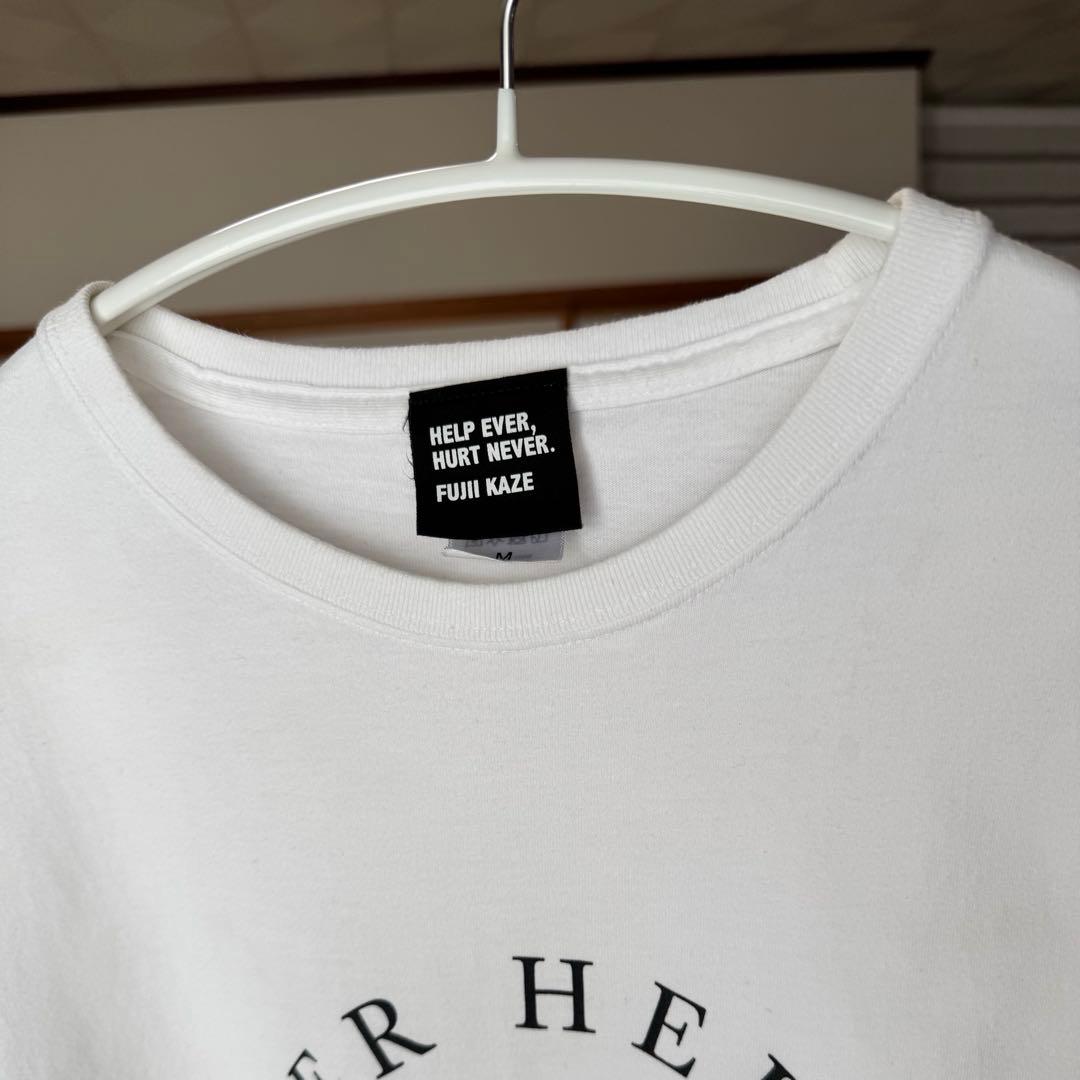 HELP EVER,
HURT NEVER.
FUJII KAZE
M
ER HE